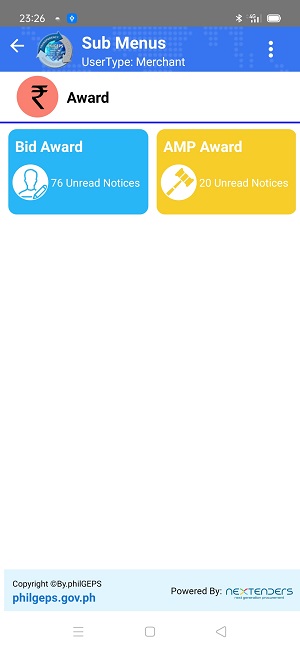 23:26
Sub Menus
UserType: Merchant
₹ Award
Bid Award
76 Unread Notices
AMP Award
20 Unread Notices
Copyright ©By.philGEPS
philgeps.gov.ph
Powered By: NEXTENDERS
next generation procurement